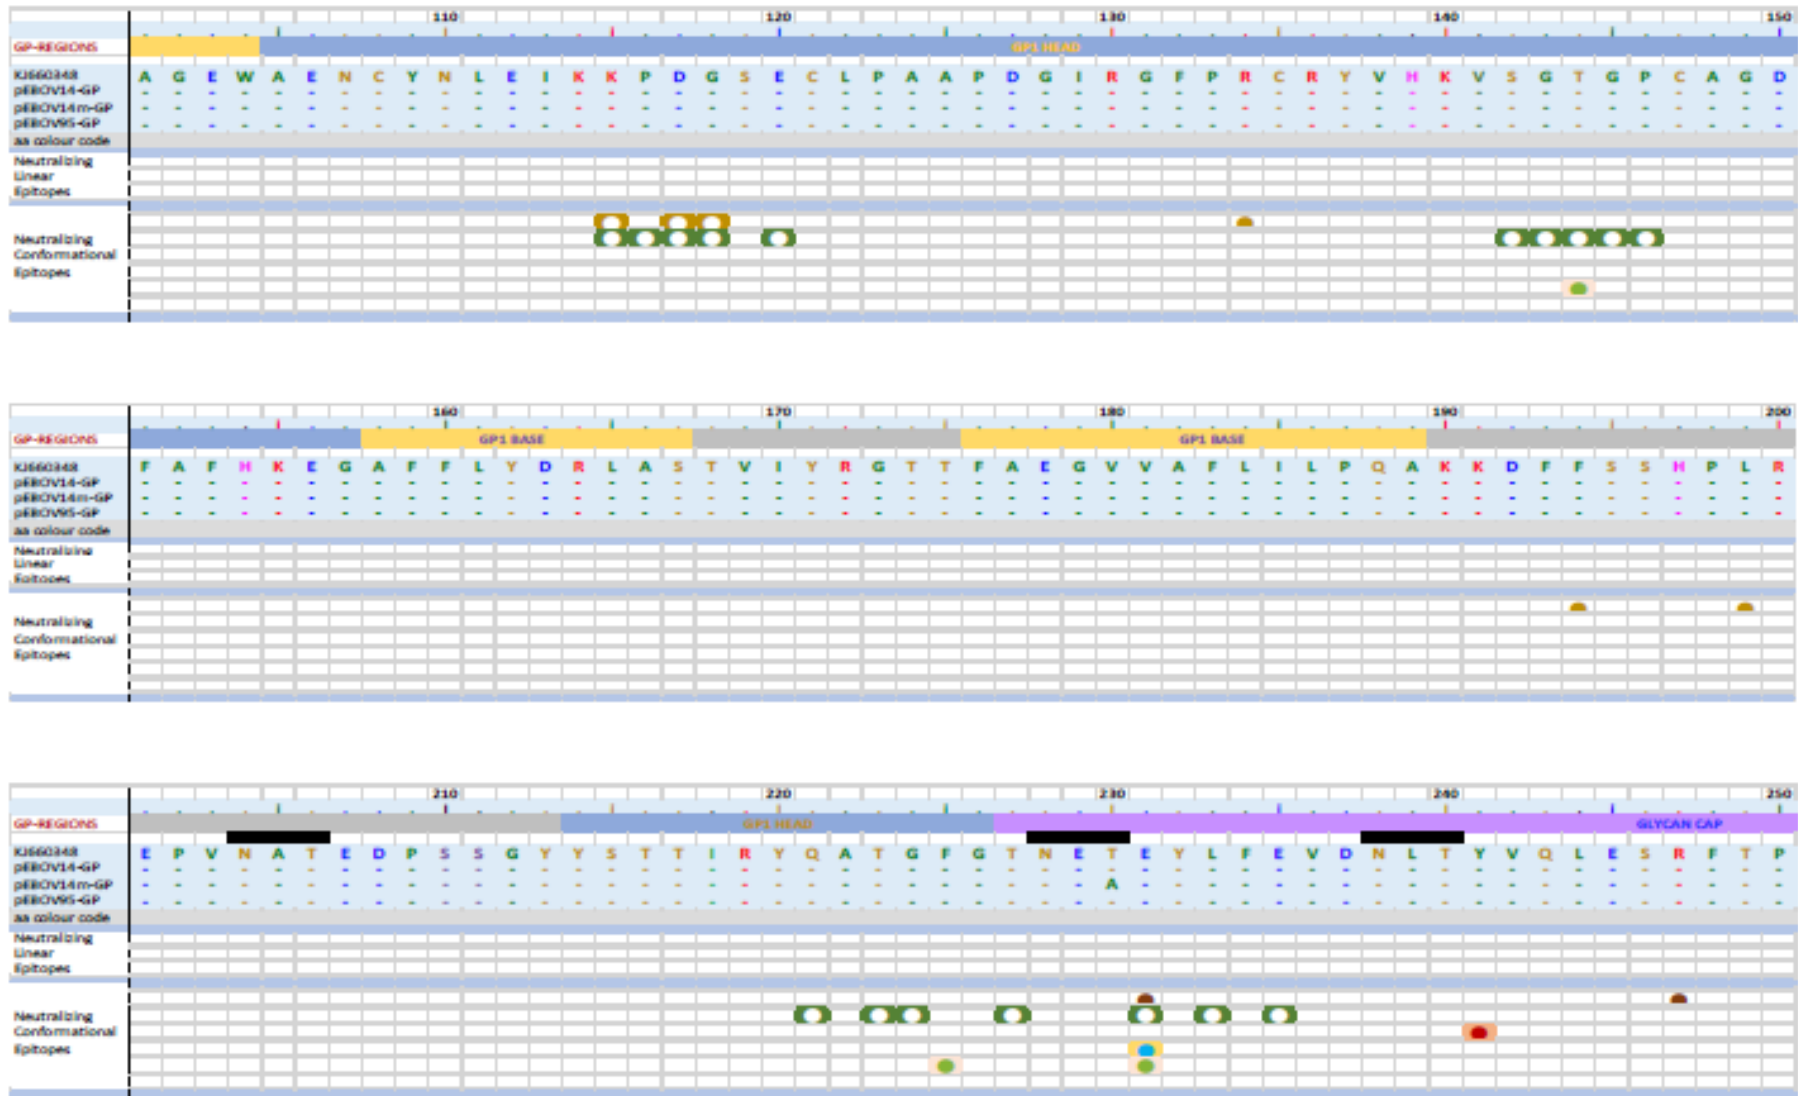 110 120 130 140 150
GP-REGIONS GP1 HEAD
KJ660348 A G E W A E N C Y N L E I K K P D G S E C L P A A P D G I R G F P R C R Y V H K V S G T G P C A G D
pEBOV14-GP - - - - - - - - - - - - - - - - - - - - - - - - - - - - - - - - - - - - - - - - - - - - - - - - - -
pEBOV14m-GP - - - - - - - - - - - - - - - - - - - - - - - - - - - - - - - - - - - - - - - - - - - - - - - - - -
pEBOV95-GP - - - - - - - - - - - - - - - - - - - - - - - - - - - - - - - - - - - - - - - - - - - - - - - - - -
aa colour code
Neutralizing
Linear
Epitopes
Neutralizing
Conformational
Epitopes
160 170 180 190 200
GP-REGIONS GP1 BASE GP1 BASE
KJ660348 F A F H K E G A F F L Y D R L A S T V I Y R G T T F A E G V V A F L I L P Q A K K D F F S S H P L R
pEBOV14-GP - - - - - - - - - - - - - - - - - - - - - - - - - - - - - - - - - - - - - - - - - - - - - - - - - -
pEBOV14m-GP - - - - - - - - - - - - - - - - - - - - - - - - - - - - - - - - - - - - - - - - - - - - - - - - - -
pEBOV95-GP - - - - - - - - - - - - - - - - - - - - - - - - - - - - - - - - - - - - - - - - - - - - - - - - - -
aa colour code
Neutralizing
Linear
Epitopes
Neutralizing
Conformational
Epitopes
210 220 230 240 250
GP-REGIONS GP1 HEAD GLYCAN CAP
KJ660348 E P V N A T E D P S S G Y Y S T T I R Y Q A T G F G T N E T E Y L F E V D N L T Y V Q L E S R F T P
pEBOV14-GP - - - - - - - - - - - - - - - - - - - - - - - - - - - - - - - - - - - - - - - - - - - - - - - - - -
pEBOV14m-GP - - - - - - - - - - - - - - - - - - - - - - - - - - - - - A - - - - - - - - - - - - - - - - - - - -
pEBOV95-GP - - - - - - - - - - - - - - - - - - - - - - - - - - - - - - - - - - - - - - - - - - - - - - - - - -
aa colour code
Neutralizing
Linear
Epitopes
Neutralizing
Conformational
Epitopes